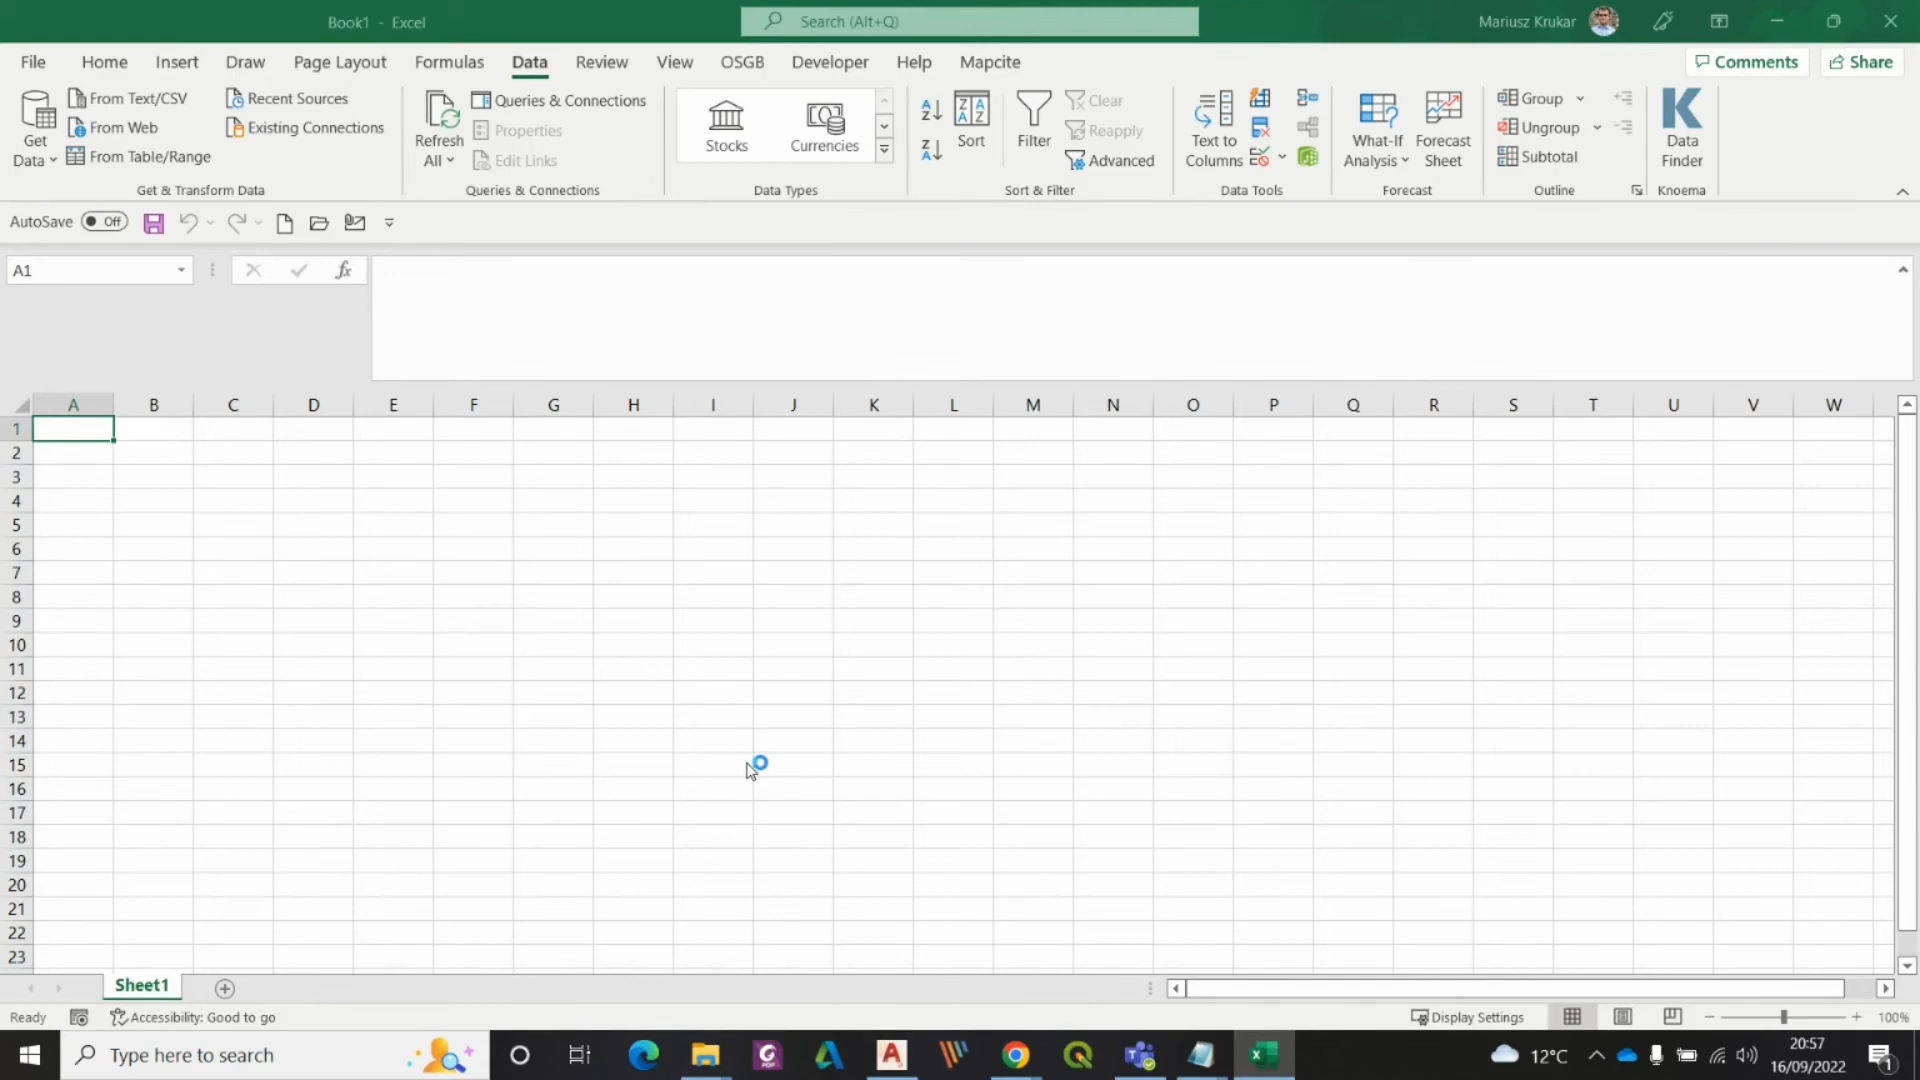 Book1 - Excel
Search (Alt+Q)
Mariusz Krukar
File Home Insert Draw Page Layout Formulas Data Review View OSGB Developer Help Mapcite
Comments Share
Get
Data
From Text/CSV
From Web
From Table/Range
Recent Sources
Existing Connections
Get & Transform Data
Refresh
All
Queries & Connections
Properties
Edit Links
Queries & Connections
Stocks
Currencies
Data Types
Sort
Filter
Clear
Reapply
Advanced
Sort & Filter
Text to
Columns
Data Tools
What-If
Analysis
Forecast
Sheet
Forecast
Group
Ungroup
Subtotal
Outline
Data
Finder
Knoema
AutoSave Off
A1
fx
A B C D E F G H I J K L M N O P Q R S T U V W
1
2
3
4
5
6
7
8
9
10
11
12
13
14
15
16
17
18
19
20
21
22
23
Sheet1
Ready
Accessibility: Good to go
Display Settings
100%
Type here to search
12°C
20:57
16/09/2022
1